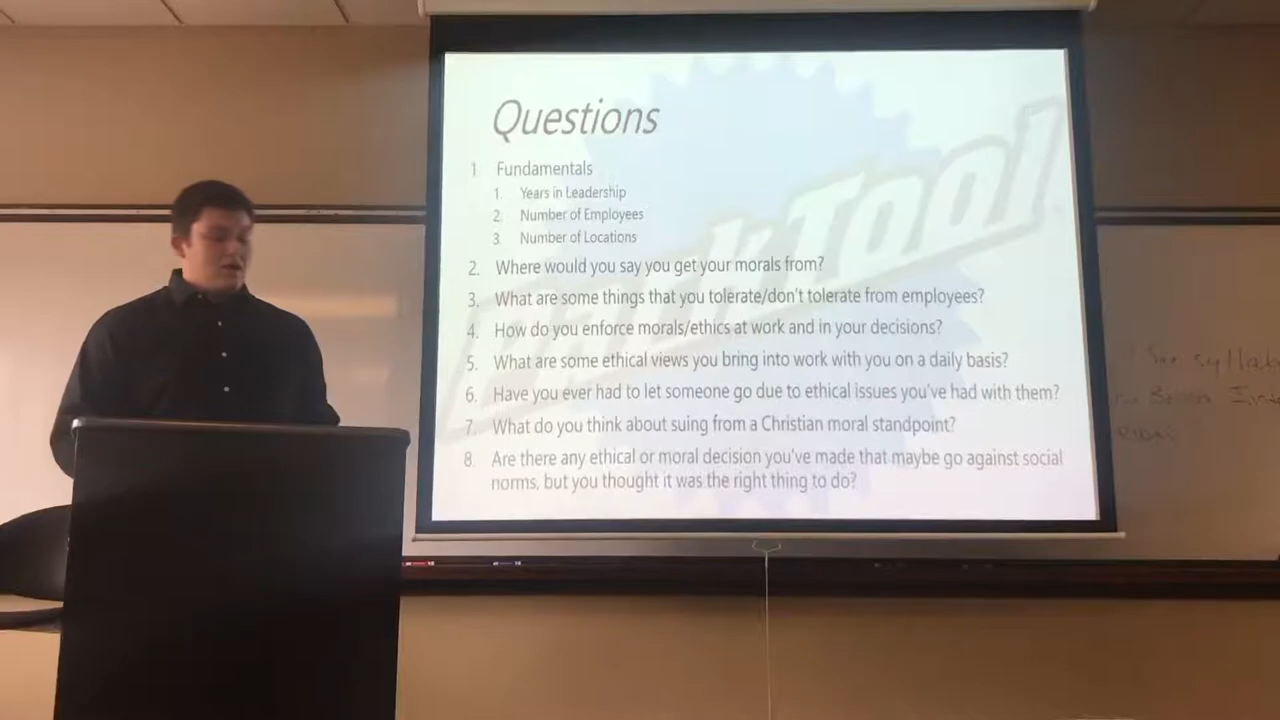 Questions
1 Fundamentals
1. Years in Leadership
2. Number of Employees
3. Number of Locations
2. Where would you say you get your morals from?
3. What are some things that you tolerate/don't tolerate from employees?
4. How do you enforce morals/ethics at work and in your decisions?
5. What are some ethical views you bring into work with you on a daily basis?
6. Have you ever had to let someone go due to ethical issues you've had with them?
7. What do you think about suing from a Christian moral standpoint?
8. Are there any ethical or moral decision you've made that maybe go against social
norms, but you thought it was the right thing to do?
ParkTool